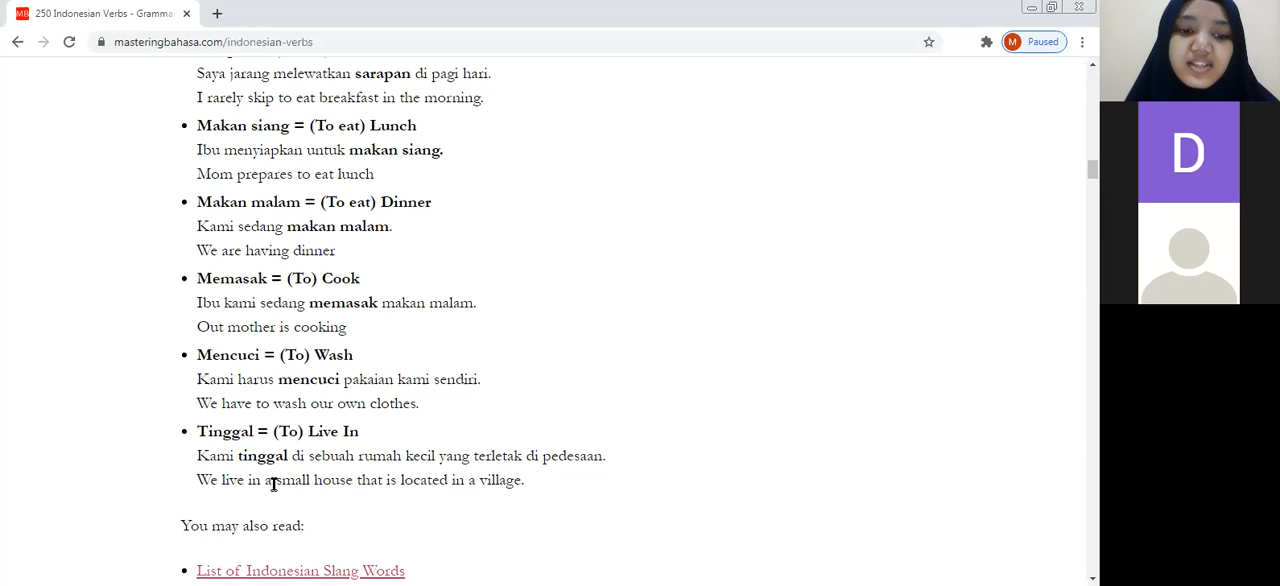 MB 250 Indonesian Verbs - Gramma
masteringbahasa.com/indonesian-verbs
M Paused
Saya jarang melewatkan sarapan di pagi hari.
I rarely skip to eat breakfast in the morning.
• Makan siang = (To eat) Lunch
Ibu menyiapkan untuk makan siang.
Mom prepares to eat lunch
• Makan malam = (To eat) Dinner
Kami sedang makan malam.
We are having dinner
• Memasak = (To) Cook
Ibu kami sedang memasak makan malam.
Out mother is cooking
• Mencuci = (To) Wash
Kami harus mencuci pakaian kami sendiri.
We have to wash our own clothes.
• Tinggal = (To) Live In
Kami tinggal di sebuah rumah kecil yang terletak di pedesaan.
We live in a small house that is located in a village.
You may also read:
• List of Indonesian Slang Words
D